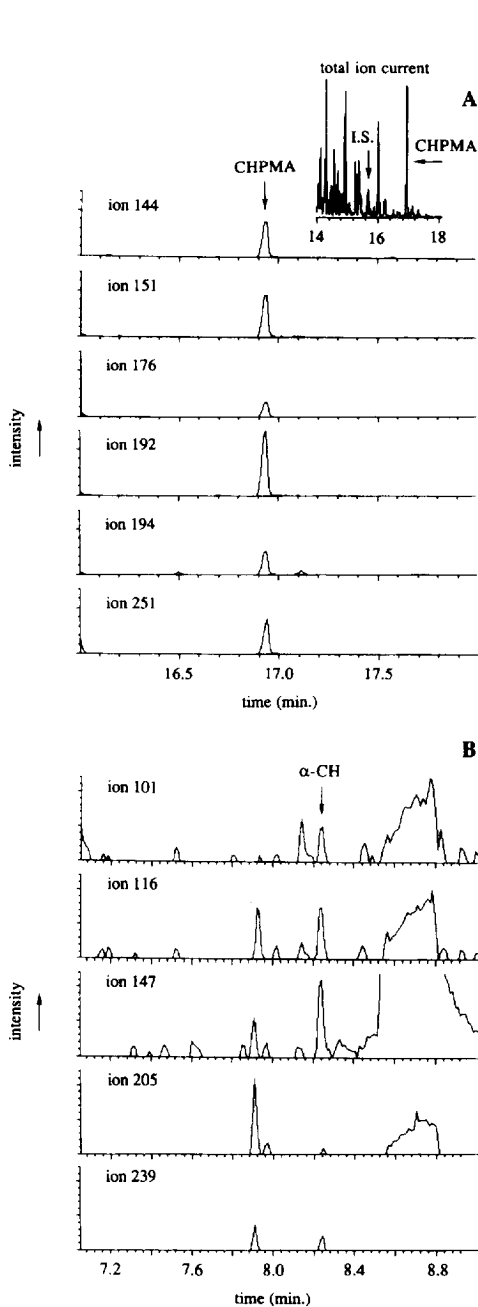 total ion current
A
I.S.
CHPMA
CHPMA
14 16 18
ion 144
ion 151
ion 176
ion 192
ion 194
ion 251
intensity
16.5 17.0 17.5
time (min.)
B
α-CH
ion 101
ion 116
ion 147
ion 205
ion 239
intensity
7.2 7.6 8.0 8.4 8.8
time (min.)